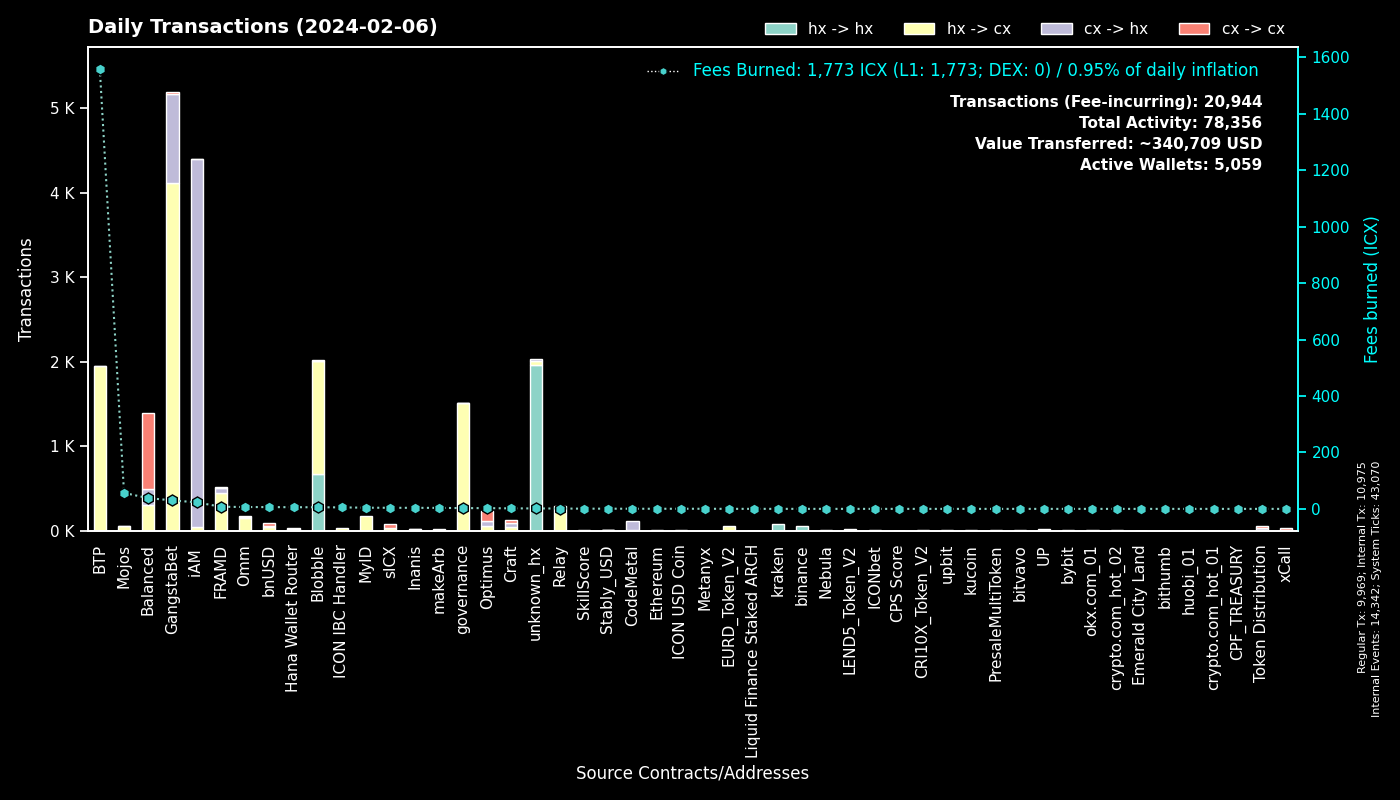 Daily Transactions (2024-02-06)
hx -> hx
hx -> cx
cx -> hx
cx -> cx
Fees Burned: 1,773 ICX (L1: 1,773; DEX: 0) / 0.95% of daily inflation
Transactions (Fee-incurring): 20,944
Total Activity: 78,356
Value Transferred: ~340,709 USD
Active Wallets: 5,059
Transactions
5 K
4 K
3 K
2 K
1 K
0 K
1600
1400
1200
1000
800
600
400
200
0
Fees burned (ICX)
BTP
Mojos
Balanced
GangstaBet
iAM
FRAMD
Omm
bnUSD
Hana Wallet Router
Blobble
ICON IBC Handler
MyID
sICX
Inanis
makeArb
governance
Optimus
Craft
unknown_hx
Relay
SkillScore
Stably_USD
CodeMetal
Ethereum
ICON USD Coin
Metanyx
EURD_Token_V2
Liquid Finance Staked ARCH
kraken
binance
Nebula
LEND5_Token_V2
ICONbet
CPS Score
CRI10X_Token_V2
upbit
kucoin
PresaleMultiToken
bitvavo
UP
bybit
okx.com_01
crypto.com_hot_02
Emerald City Land
bithumb
huobi_01
crypto.com_hot_01
CPF_TREASURY
Token Distribution
xCall
Source Contracts/Addresses
Regular Tx: 9,969; Internal Tx: 10,975
Internal Events: 14,342; System Ticks: 43,070